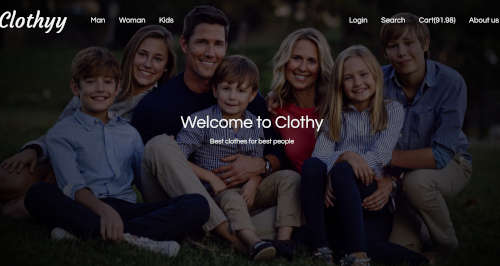 Clothyy
Man Woman Kids Login Search Cart(91.98) About us
Welcome to Clothy
Best clothes for best people